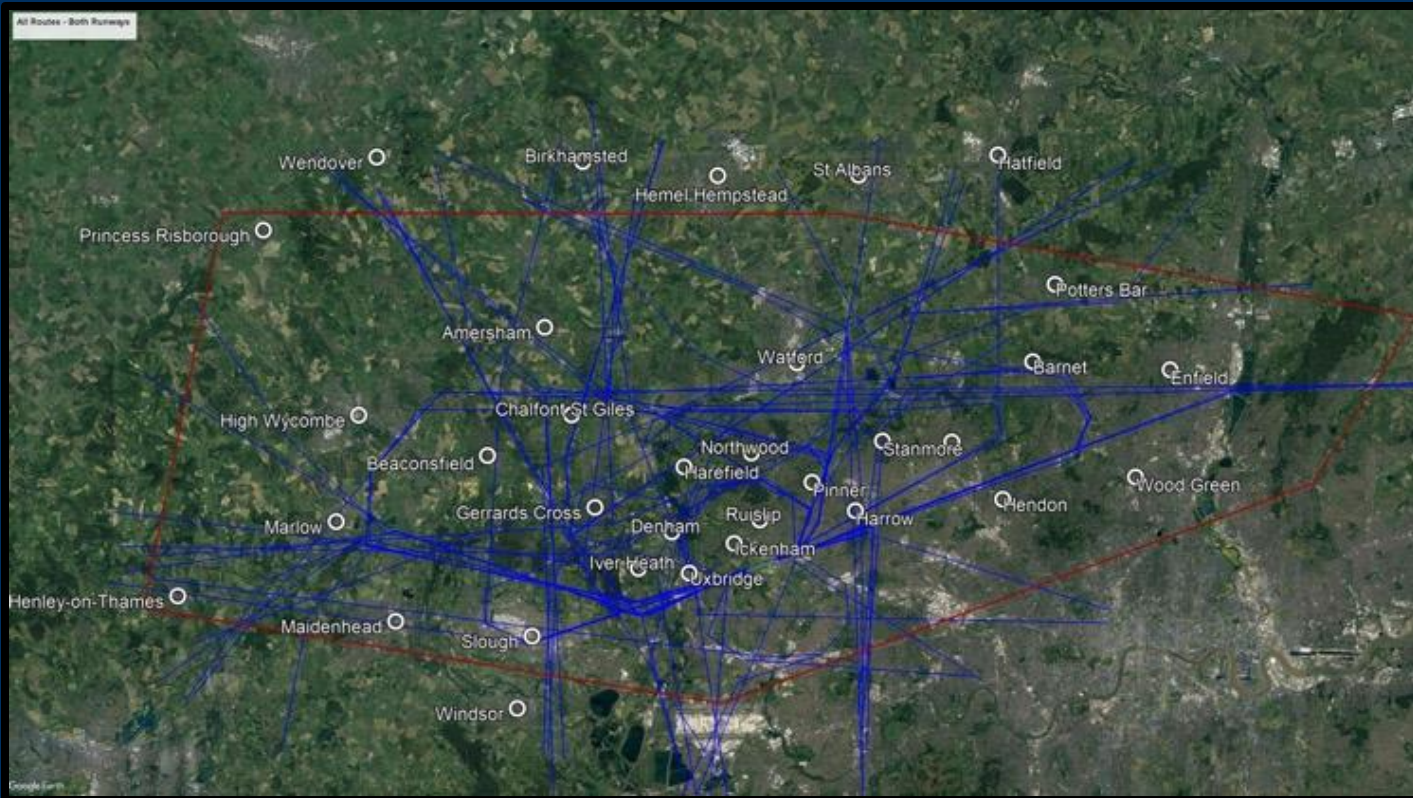 All Routes - Both Runways
Wendover
Birkhamsted
Hemel Hempstead
St Albans
Hatfield
Princess Risborough
Potters Bar
Amersham
Watford
Barnet
Enfield
High Wycombe
Chalfont St Giles
Beaconsfield
Northwood
Stanmore
Harefield
Pinner
Wood Green
Gerrards Cross
Hendon
Marlow
Denham
Ruislip
Harrow
Ickenham
Iver Heath
Uxbridge
Henley-on-Thames
Maidenhead
Slough
Windsor
Google Earth